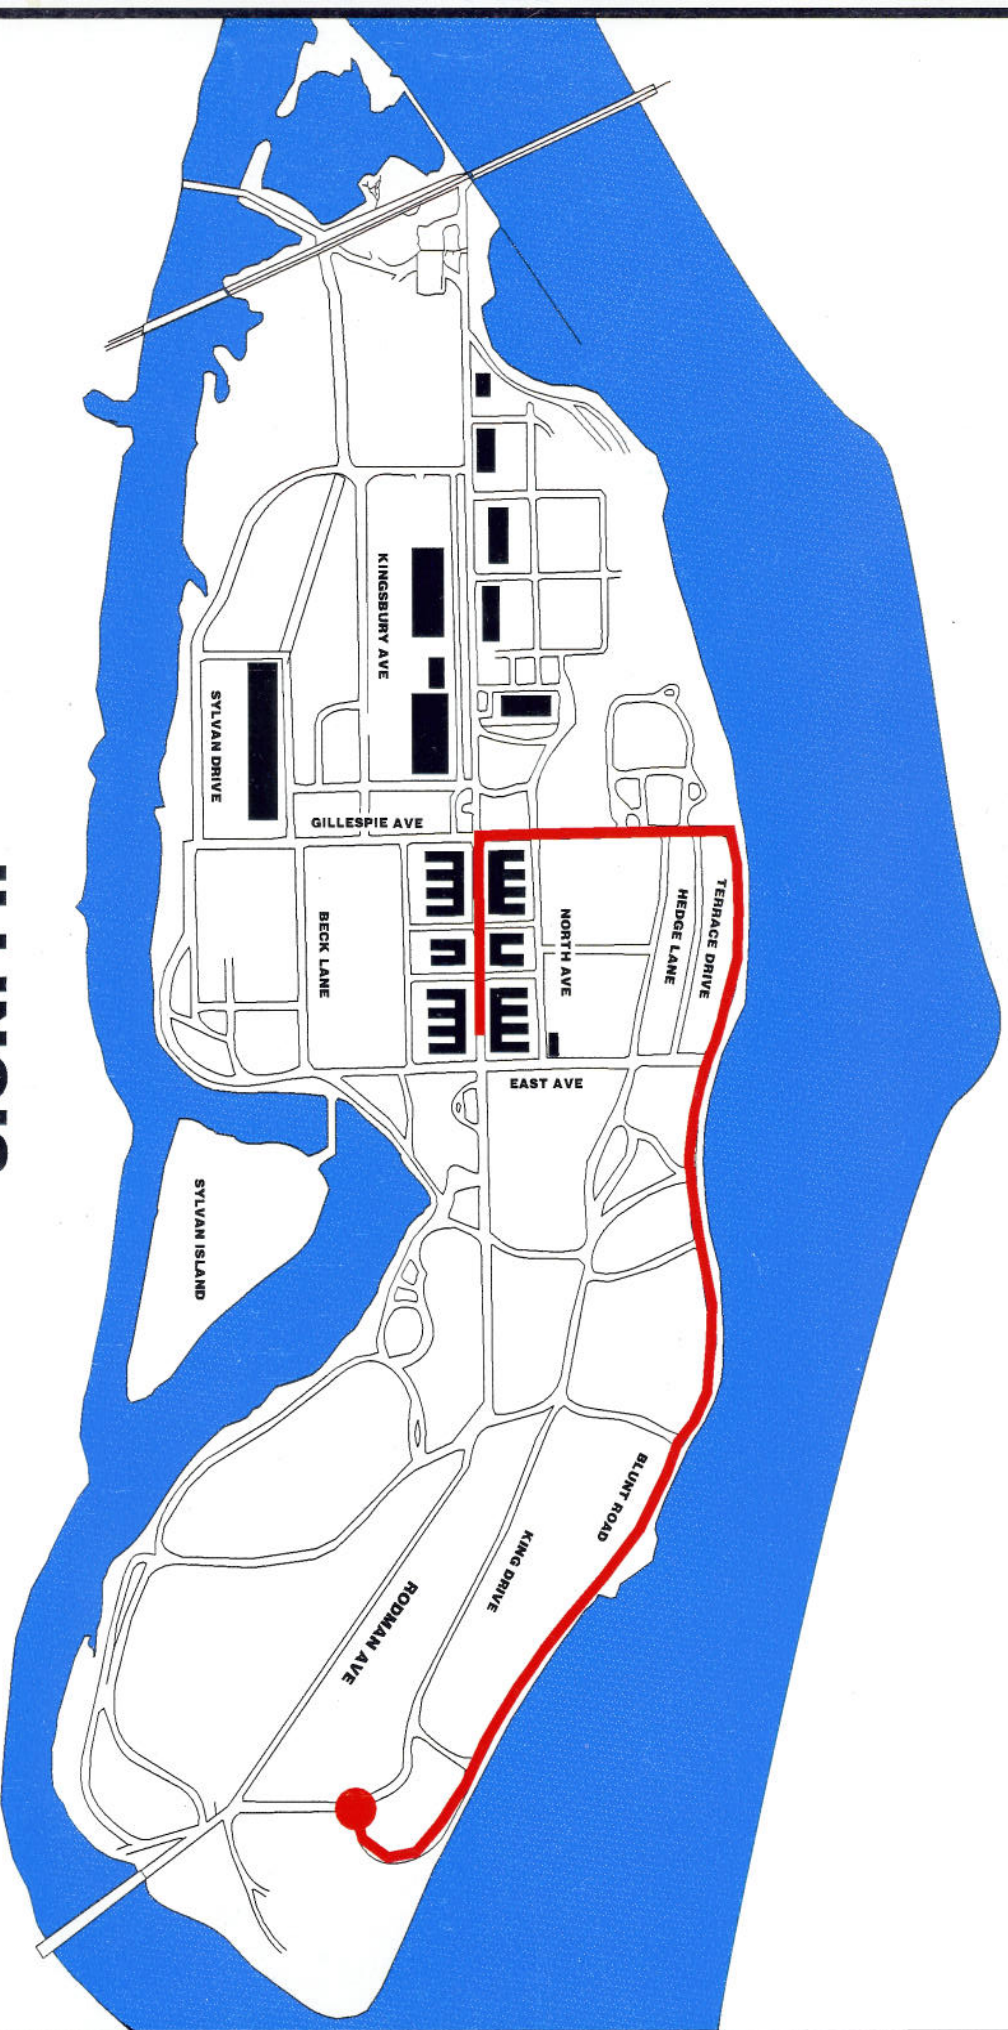 KINGSBURY AVE
SYLVAN DRIVE
GILLESPIE AVE
TERRACE DRIVE
HEDGE LANE
NORTH AVE
BECK LANE
EAST AVE
SYLVAN ISLAND
BLUNT ROAD
KING DRIVE
RODMAN AVE